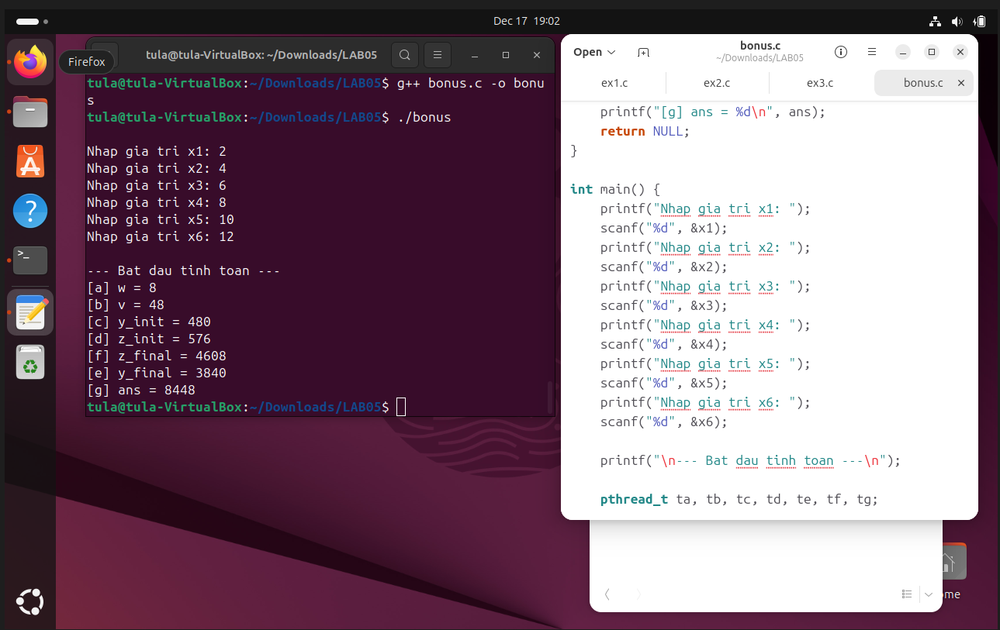 Dec 17 19:02
Firefox
tula@tula-VirtualBox: ~/Downloads/LAB05
tula@tula-VirtualBox:~/Downloads/LAB05$ g++ bonus.c -o bonu
s
tula@tula-VirtualBox:~/Downloads/LAB05$ ./bonus
Nhap gia tri x1: 2
Nhap gia tri x2: 4
Nhap gia tri x3: 6
Nhap gia tri x4: 8
Nhap gia tri x5: 10
Nhap gia tri x6: 12
--- Bat dau tinh toan ---
[a] w = 8
[b] v = 48
[c] y_init = 480
[d] z_init = 576
[f] z_final = 4608
[e] y_final = 3840
[g] ans = 8448
tula@tula-VirtualBox:~/Downloads/LAB05$
Open
bonus.c
~/Downloads/LAB05
ex1.c ex2.c ex3.c bonus.c
printf("[g] ans = %d\n", ans);
return NULL;
}
int main() {
printf("Nhap gia tri x1: ");
scanf("%d", &x1);
printf("Nhap gia tri x2: ");
scanf("%d", &x2);
printf("Nhap gia tri x3: ");
scanf("%d", &x3);
printf("Nhap gia tri x4: ");
scanf("%d", &x4);
printf("Nhap gia tri x5: ");
scanf("%d", &x5);
printf("Nhap gia tri x6: ");
scanf("%d", &x6);
printf("\n--- Bat dau tinh toan ---\n");
pthread_t ta, tb, tc, td, te, tf, tg;
ome